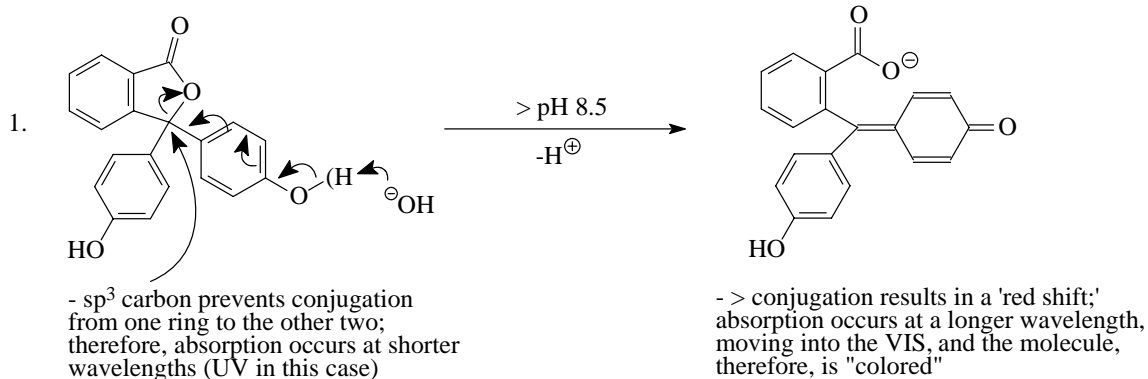 O
O
O
O⊖
1.
> pH 8.5
-H⊕
O
O
(H
⊖OH
HO
HO
- sp³ carbon prevents conjugation
from one ring to the other two;
therefore, absorption occurs at shorter
wavelengths (UV in this case)
- > conjugation results in a 'red shift;'
absorption occurs at a longer wavelength,
moving into the VIS, and the molecule,
therefore, is "colored"